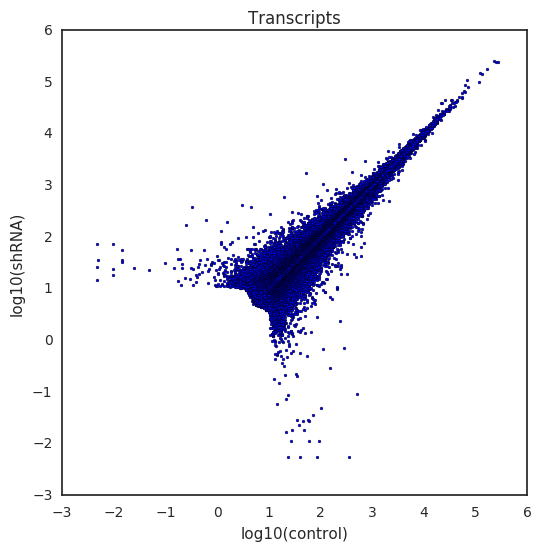 Transcripts
6
5
4
3
2
1
0
−1
−2
−3
log10(shRNA)
−3 −2 −1 0 1 2 3 4 5 6
log10(control)